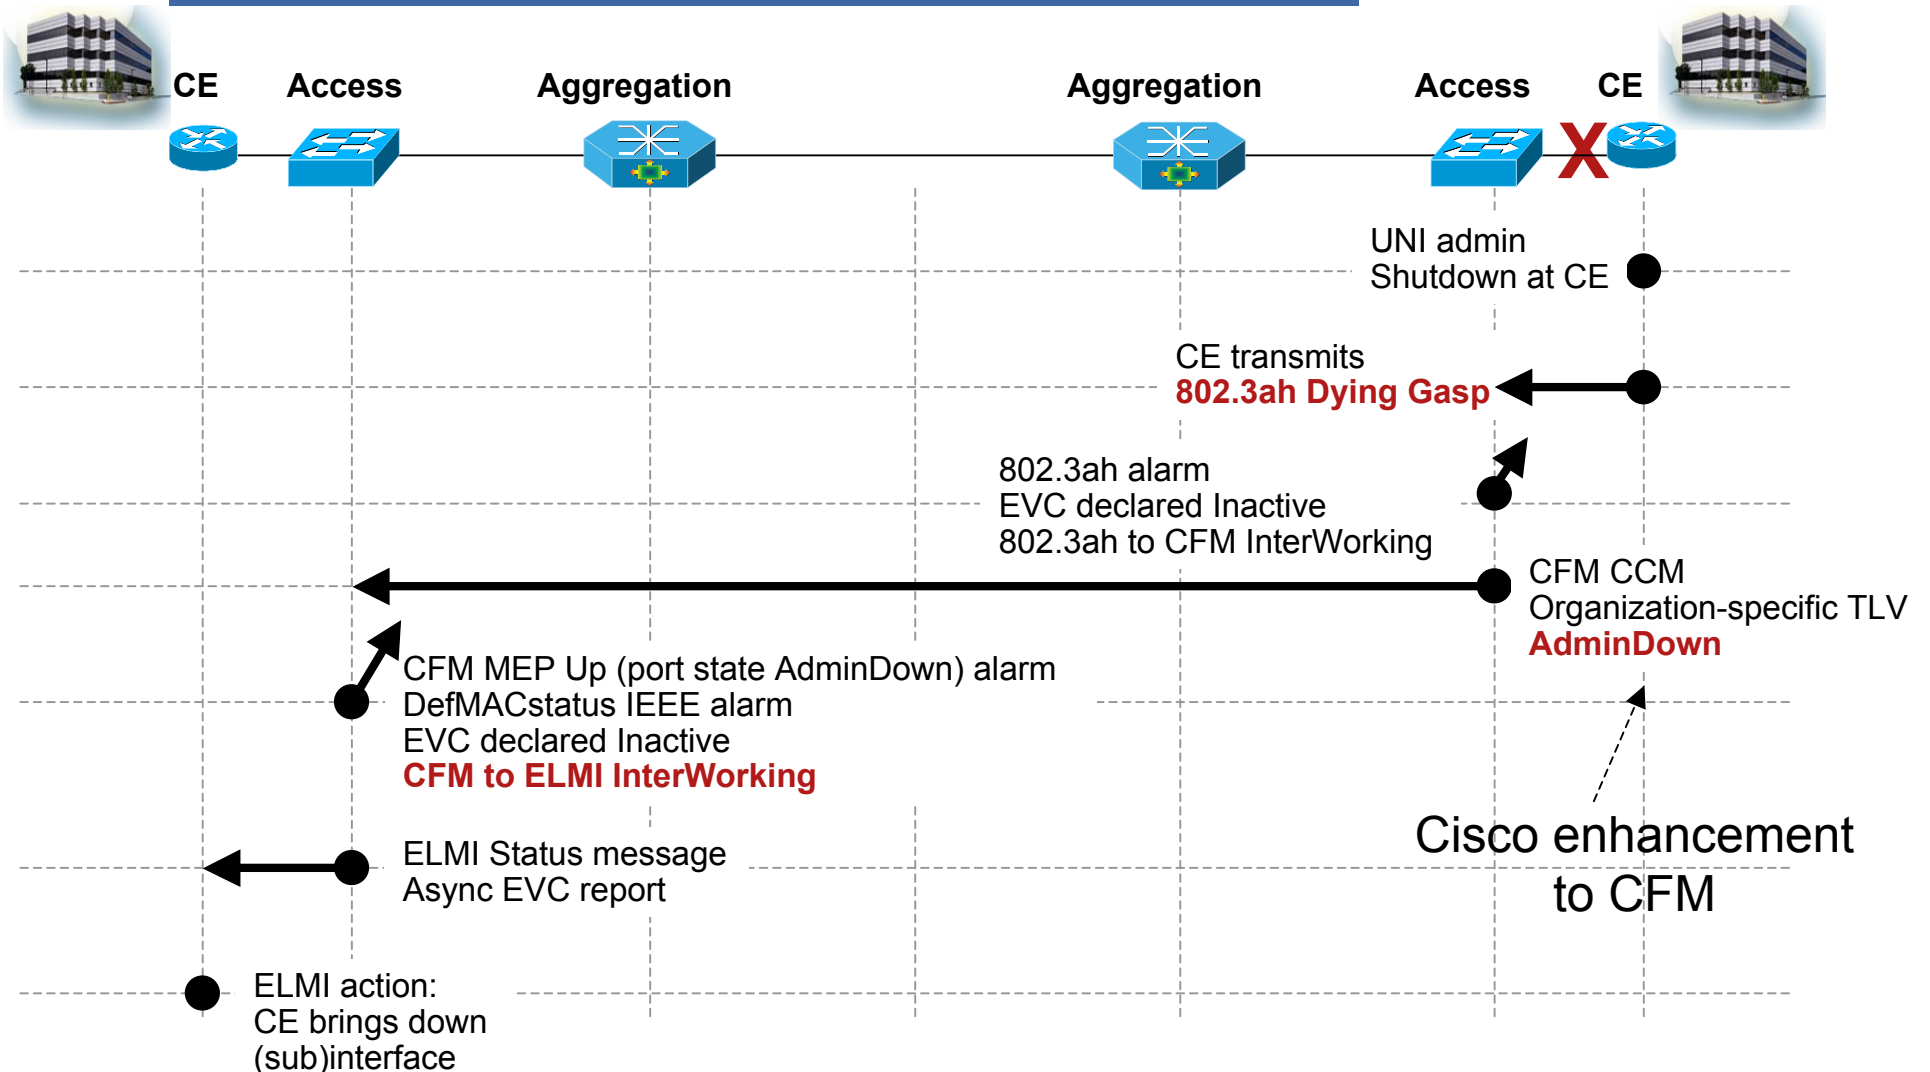 CE
Access
Aggregation
Aggregation
Access
CE
X
UNI admin
Shutdown at CE
CE transmits
802.3ah Dying Gasp
802.3ah alarm
EVC declared Inactive
802.3ah to CFM InterWorking
CFM CCM
Organization-specific TLV
AdminDown
CFM MEP Up (port state AdminDown) alarm
DefMACstatus IEEE alarm
EVC declared Inactive
CFM to ELMI InterWorking
Cisco enhancement
to CFM
ELMI Status message
Async EVC report
ELMI action:
CE brings down
(sub)interface